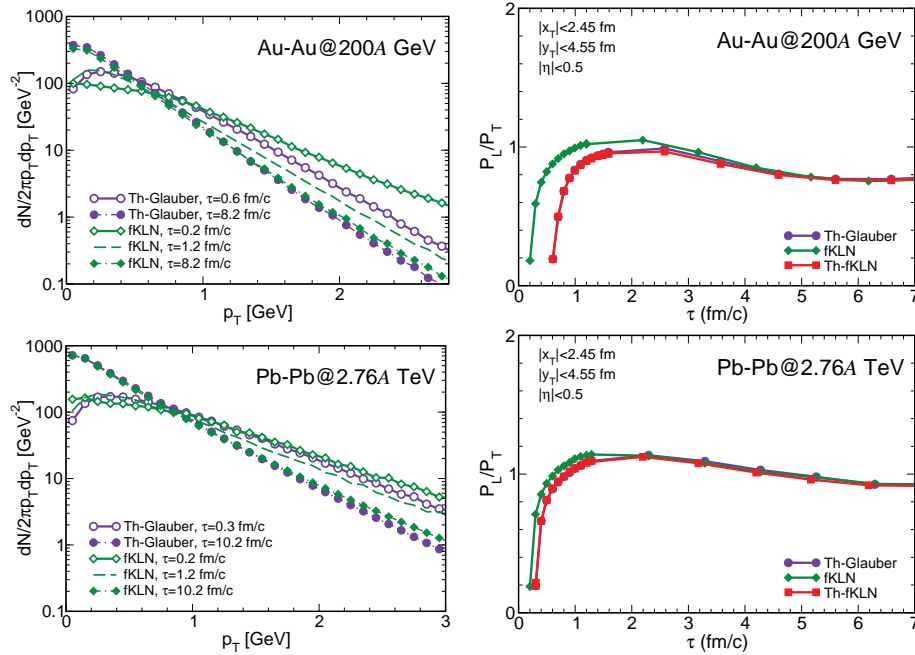 1000
100
10
1
0.1
dN/2πp_T dp_T [GeV⁻²]
Au-Au@200A GeV
Th-Glauber, τ=0.6 fm/c
Th-Glauber, τ=8.2 fm/c
fKLN, τ=0.2 fm/c
fKLN, τ=1.2 fm/c
fKLN, τ=8.2 fm/c
0 1 2
p_T [GeV]
2
1
0
P_L/P_T
|x_T|<2.45 fm
|y_T|<4.55 fm
|η|<0.5
Au-Au@200A GeV
Th-Glauber
fKLN
Th-fKLN
0 1 2 3 4 5 6 7
τ (fm/c)
1000
100
10
1
0.1
dN/2πp_T dp_T [GeV⁻²]
Pb-Pb@2.76A TeV
Th-Glauber, τ=0.3 fm/c
Th-Glauber, τ=10.2 fm/c
fKLN, τ=0.2 fm/c
fKLN, τ=1.2 fm/c
fKLN, τ=10.2 fm/c
0 1 2 3
p_T [GeV]
2
1
0
P_L/P_T
|x_T|<2.45 fm
|y_T|<4.55 fm
|η|<0.5
Pb-Pb@2.76A TeV
Th-Glauber
fKLN
Th-fKLN
0 1 2 3 4 5 6 7
τ (fm/c)